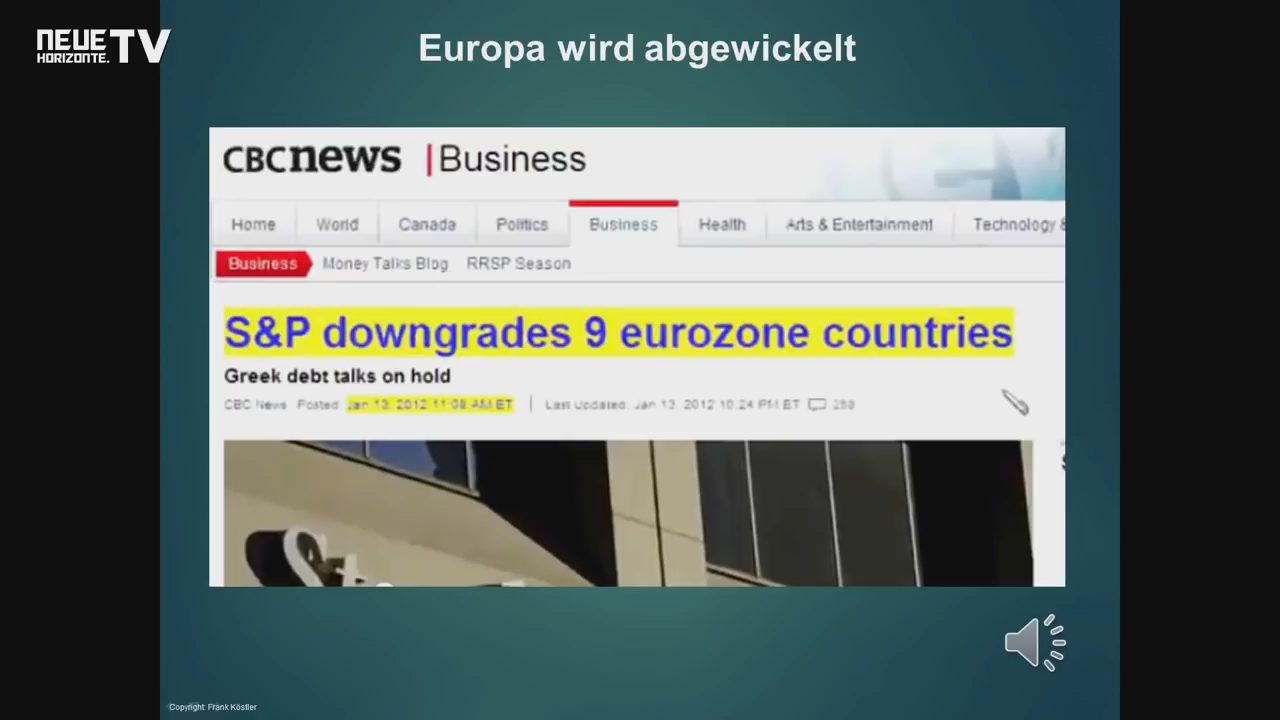 NEUE
HORIZONTE.TV
Europa wird abgewickelt
CBCnews | Business
Home World Canada Politics Business Health Arts & Entertainment Technology &
Business Money Talks Blog RRSP Season
S&P downgrades 9 eurozone countries
Greek debt talks on hold
CBC News Posted: Jan 13, 2012 11:08 AM ET | Last Updated: Jan 13, 2012 10:24 PM ET
Copyright: Frank Köstler